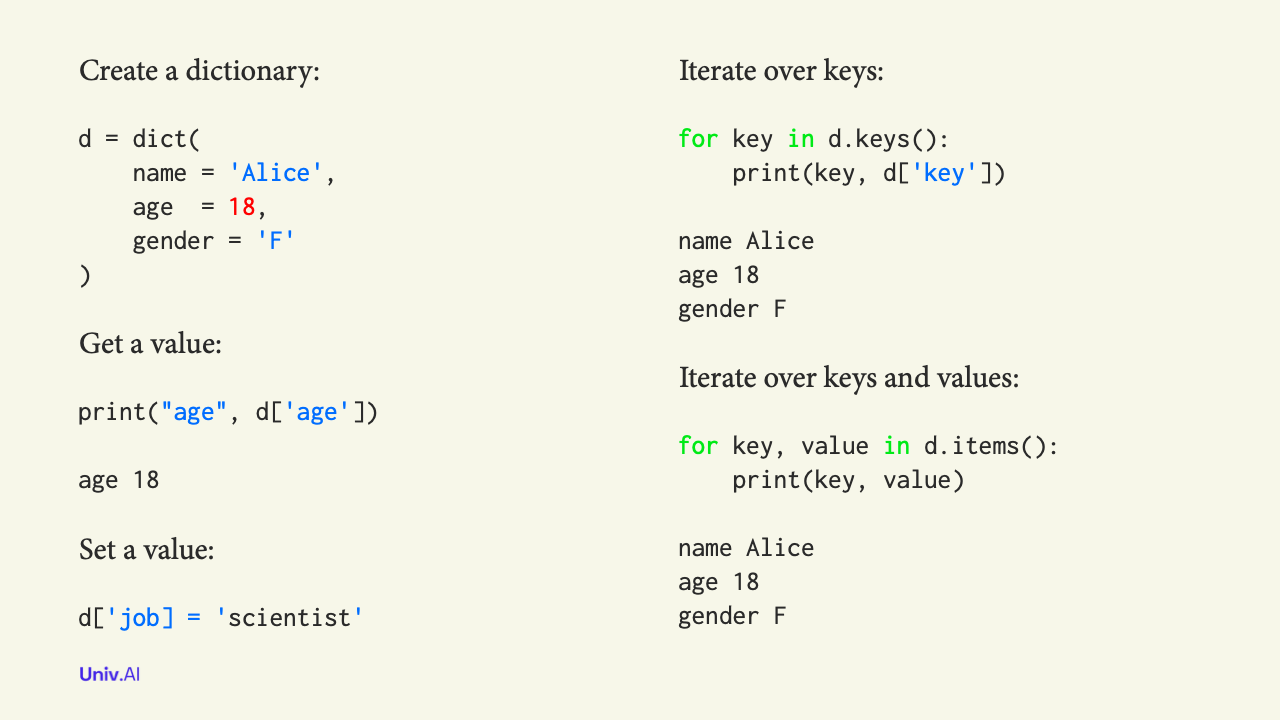 Create a dictionary:
d = dict(
    name = 'Alice',
    age  = 18,
    gender = 'F'
)
Get a value:
print("age", d['age'])
age 18
Set a value:
d['job] = 'scientist'
Univ.AI
Iterate over keys:
for key in d.keys():
    print(key, d['key'])
name Alice
age 18
gender F
Iterate over keys and values:
for key, value in d.items():
    print(key, value)
name Alice
age 18
gender F